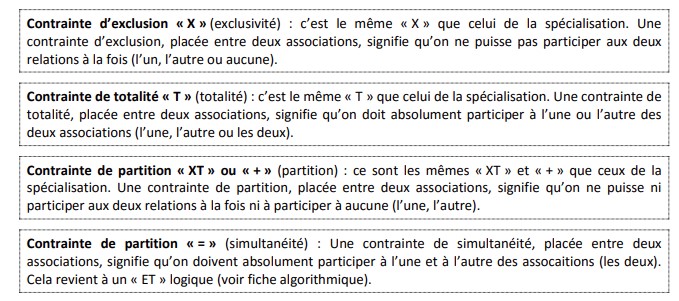 Contrainte d’exclusion « X » (exclusivité) : c’est le même « X » que celui de la spécialisation. Une
contrainte d’exclusion, placée entre deux associations, signifie qu’on ne puisse pas participer aux deux
relations à la fois (l’un, l’autre ou aucune).
Contrainte de totalité « T » (totalité) : c’est le même « T » que celui de la spécialisation. Une contrainte de
totalité, placée entre deux associations, signifie qu’on doit absolument participer à l’une ou l’autre des
deux associations (l’une, l’autre ou les deux).
Contrainte de partition « XT » ou « + » (partition) : ce sont les mêmes « XT » et « + » que ceux de la
spécialisation. Une contrainte de partition, placée entre deux associations, signifie qu’on ne puisse ni
participer aux deux relations à la fois ni à participer à aucune (l’une, l’autre).
Contrainte de partition « = » (simultanéité) : Une contrainte de simultanéité, placée entre deux
associations, signifie qu’on doivent absolument participer à l’une et à l’autre des assocaitions (les deux).
Cela revient à un « ET » logique (voir fiche algorithmique).